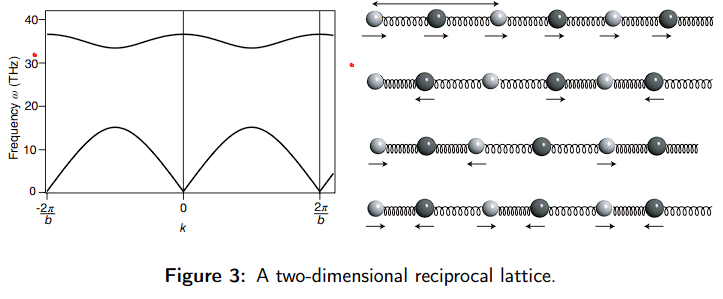 40
30
20
10
0
Frequency ω (THz)
-2π
b
0
2π
b
k
Figure 3: A two-dimensional reciprocal lattice.